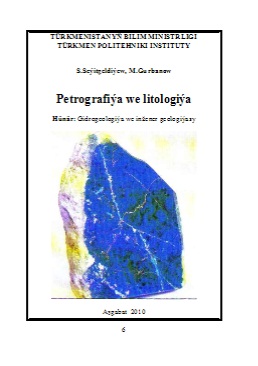 TÜRKMENISTANYŇ BILIM MINISTRLIGI
TÜRKMEN POLITEHNIKI INSTITUTY
S.Seýitgeldiýew, M.Gurbanow
Petrografiýa we litologiýa
Hünär: Gidrogeologiýa we inžener geologiýasy
Aşgabat 2010
6